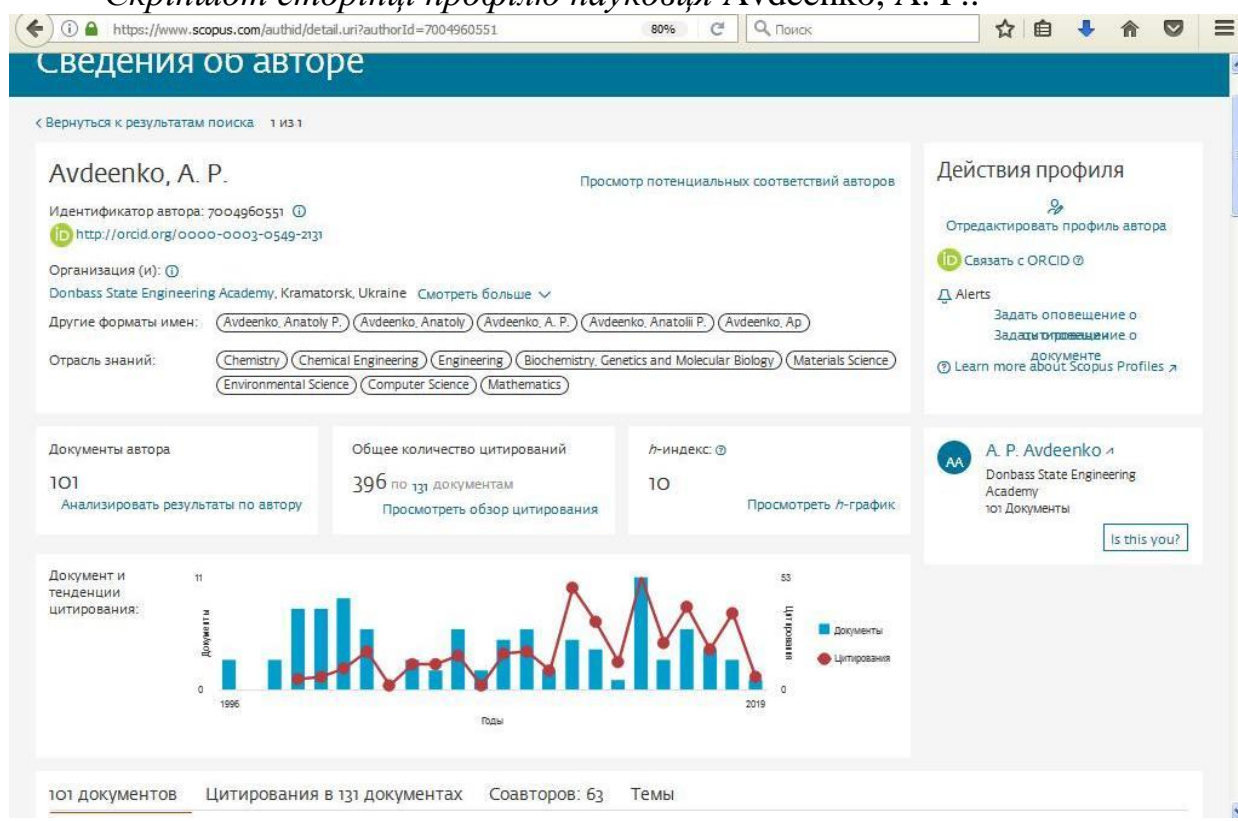 Скріншот сторінці профілю науковця Avdeenko, A. P.:
https://www.scopus.com/authid/detail.uri?authorId=7004960551
80%
Поиск
Сведения об авторе
Вернуться к результатам поиска 1 из 1
Avdeenko, A. P.
Просмотр потенциальных соответствий авторов
Идентификатор автора: 7004960551
iD http://orcid.org/0000-0003-0549-2131
Организация (и):
Donbass State Engineering Academy, Kramatorsk, Ukraine Смотреть больше
Другие форматы имен: Avdeenko, Anatoly P. Avdeenko, Anatoly Avdeenko, A. P. Avdeenko, Anatolii P. Avdeenko, Ap
Отрасль знаний: Chemistry Chemical Engineering Engineering Biochemistry, Genetics and Molecular Biology Materials Science
Environmental Science Computer Science Mathematics
Действия профиля
Отредактировать профиль автора
iD Связать с ORCID
Alerts
Задать оповещение о
Задать оповещение о
документе
Learn more about Scopus Profiles
Документы автора
101
Анализировать результаты по автору
Общее количество цитирований
396 по 131 документам
Просмотреть обзор цитирования
h-индекс:
10
Просмотреть h-график
AA
A. P. Avdeenko
Donbass State Engineering
Academy
101 Документы
Is this you?
Документ и
тенденции
цитирования:
11
Документы
0
1996
Годы
2019
53
Цитирования
0
Документы
Цитирования
101 документов Цитирования в 131 документах Соавторов: 63 Темы